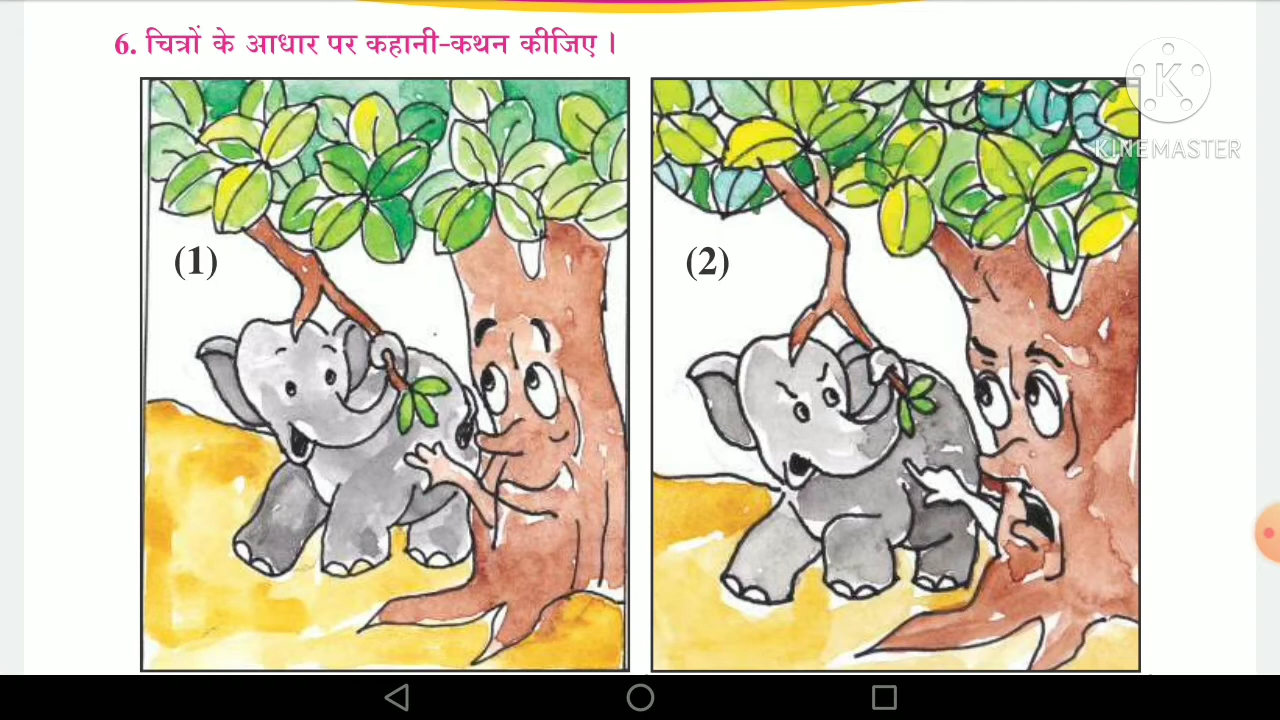 6. चित्रों के आधार पर कहानी-कथन कीजिए ।
K
KINEMASTER
(1)
(2)